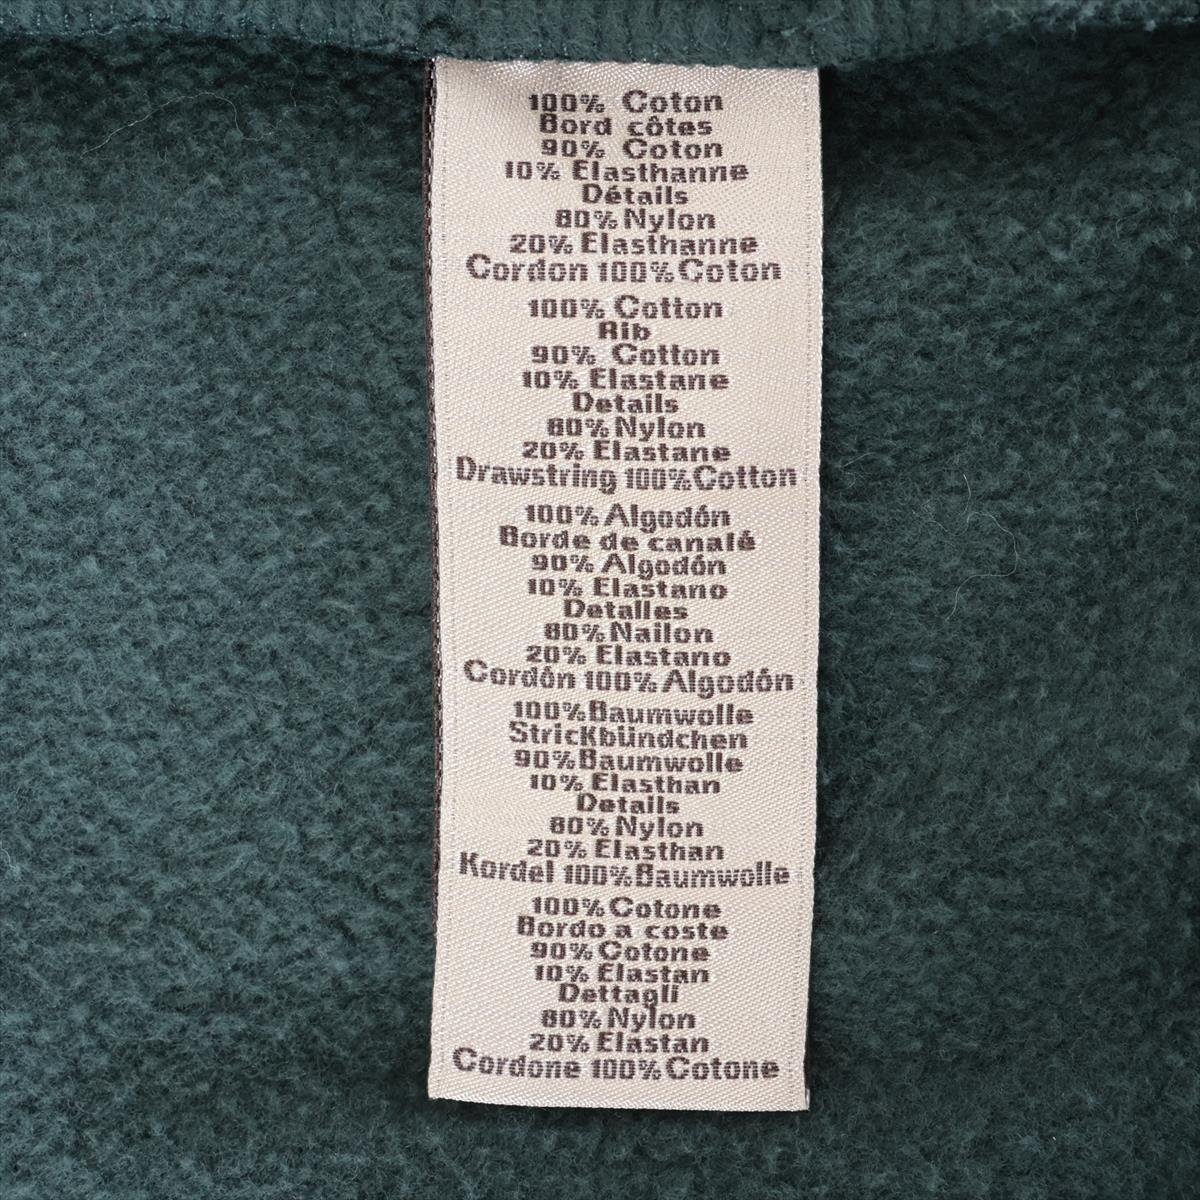 100% Coton
Bord côtes
90% Coton
10% Elasthanne
Détails
80% Nylon
20% Elasthanne
Cordon 100% Coton
100% Cotton
Rib
90% Cotton
10% Elastane
Details
80% Nylon
20% Elastane
Drawstring 100% Cotton
100% Algodón
Borde de canalé
90% Algodón
10% Elastano
Detalles
80% Nailon
20% Elastano
Cordón 100% Algodón
100% Baumwolle
Strickbündchen
90% Baumwolle
10% Elasthan
Details
80% Nylon
20% Elasthan
Kordel 100% Baumwolle
100% Cotone
Bordo a coste
90% Cotone
10% Elastan
Dettagli
80% Nylon
20% Elastan
Cordone 100% Cotone